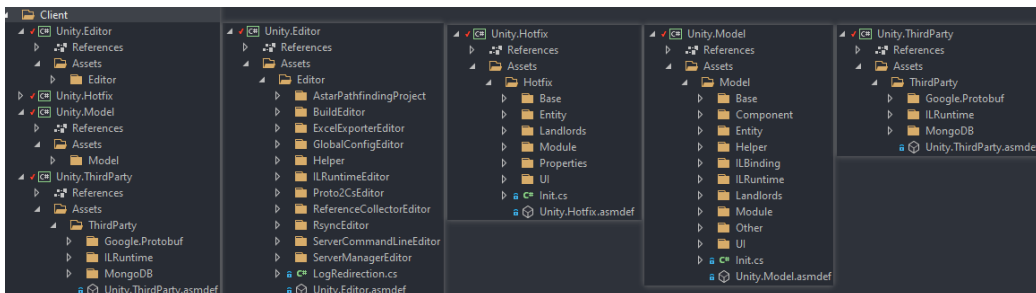 Client
Unity.Editor
References
Assets
Editor
Unity.Hotfix
Unity.Model
References
Assets
Model
Unity.ThirdParty
References
Assets
ThirdParty
Google.Protobuf
ILRuntime
MongoDB
Unity.ThirdParty.asmdef
Unity.Editor
References
Assets
Editor
AstarPathfindingProject
BuildEditor
ExcelExporterEditor
GlobalConfigEditor
Helper
ILRuntimeEditor
Proto2CsEditor
ReferenceCollectorEditor
RsyncEditor
ServerCommandLineEditor
ServerManagerEditor
C# LogRedirection.cs
Unity.Editor.asmdef
Unity.Hotfix
References
Assets
Hotfix
Base
Entity
Landlords
Module
Properties
UI
C# Init.cs
Unity.Hotfix.asmdef
Unity.Model
References
Assets
Model
Base
Component
Entity
Helper
ILBinding
ILRuntime
Landlords
Module
Other
UI
C# Init.cs
Unity.Model.asmdef
Unity.ThirdParty
References
Assets
ThirdParty
Google.Protobuf
ILRuntime
MongoDB
Unity.ThirdParty.asmdef